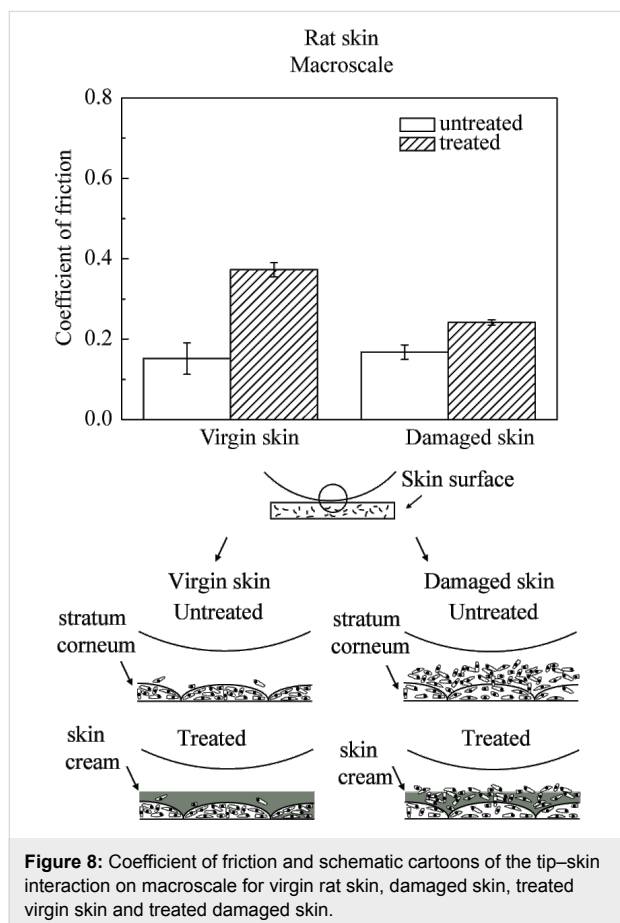 Rat skin
Macroscale
0.8
0.6
0.4
0.2
0.0
Coefficient of friction
untreated
treated
Virgin skin
Damaged skin
Skin surface
Virgin skin
Untreated
stratum
corneum
Damaged skin
Untreated
stratum
corneum
skin
cream
Treated
skin
cream
Treated
Figure 8: Coefficient of friction and schematic cartoons of the tip–skin
interaction on macroscale for virgin rat skin, damaged skin, treated
virgin skin and treated damaged skin.